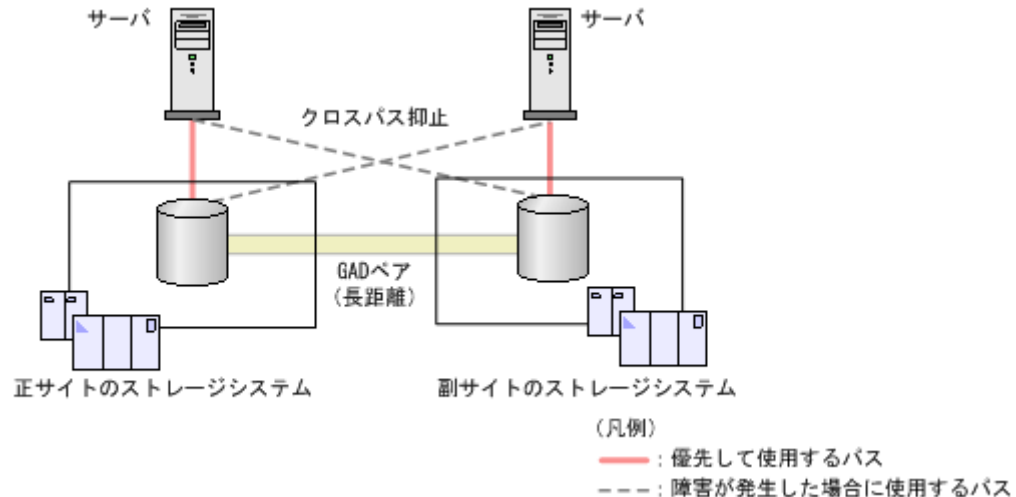 サーバ
サーバ
クロスパス抑止
GADペア
(長距離)
正サイトのストレージシステム
副サイトのストレージシステム
(凡例)
：優先して使用するパス
：障害が発生した場合に使用するパス